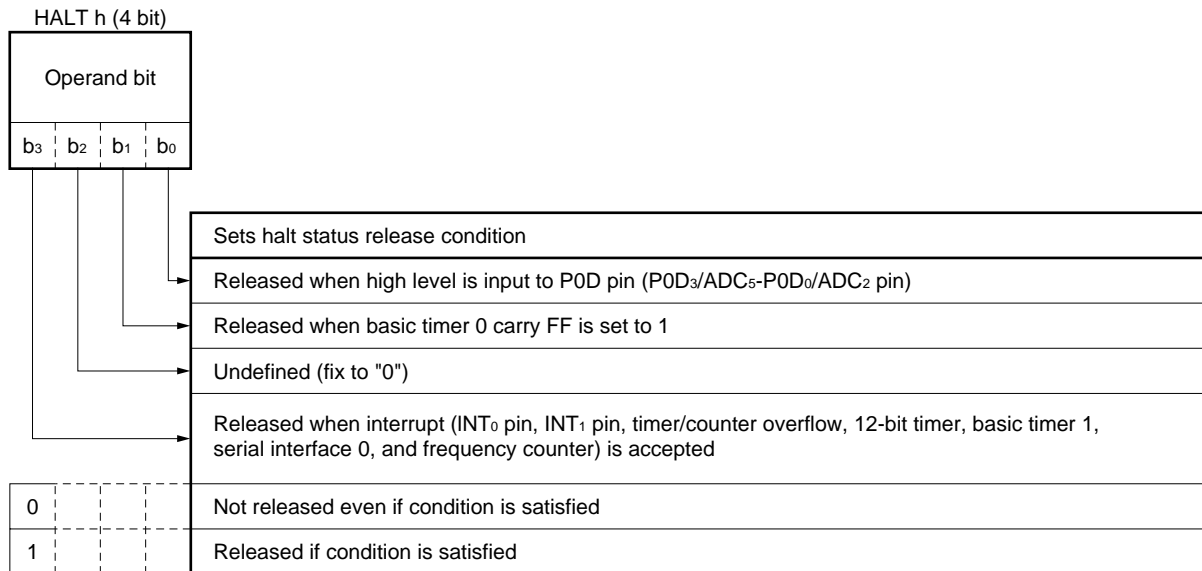 HALT h (4 bit)
Operand bit
b3 b2 b1 b0
Sets halt status release condition
Released when high level is input to P0D pin (P0D3/ADC5-P0D0/ADC2 pin)
Released when basic timer 0 carry FF is set to 1
Undefined (fix to "0")
Released when interrupt (INT0 pin, INT1 pin, timer/counter overflow, 12-bit timer, basic timer 1,
serial interface 0, and frequency counter) is accepted
0 Not released even if condition is satisfied
1 Released if condition is satisfied